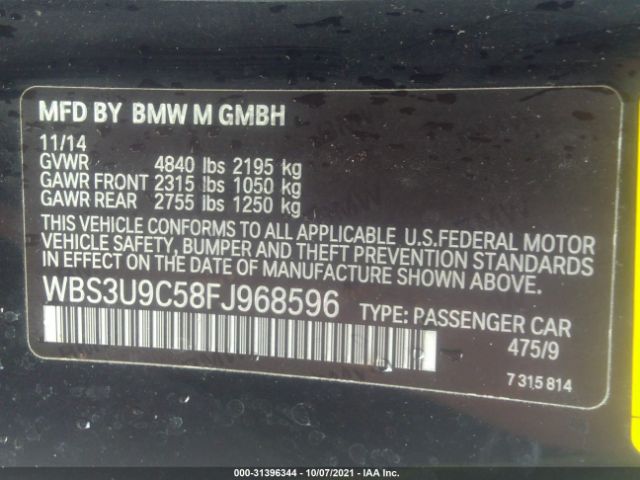 MFD BY BMW M GMBH
11/14
GVWR 4840 lbs 2195 kg
GAWR FRONT 2315 lbs 1050 kg
GAWR REAR 2755 lbs 1250 kg
THIS VEHICLE CONFORMS TO ALL APPLICABLE U.S.FEDERAL MOTOR
VEHICLE SAFETY, BUMPER AND THEFT PREVENTION STANDARDS
IN EFFECT ON THE DATE OF MANUFACTURE SHOWN ABOVE.
WBS3U9C58FJ968596 TYPE: PASSENGER CAR
475/9
7 315 814
000-31396344 - 10/07/2021 - IAA Inc.